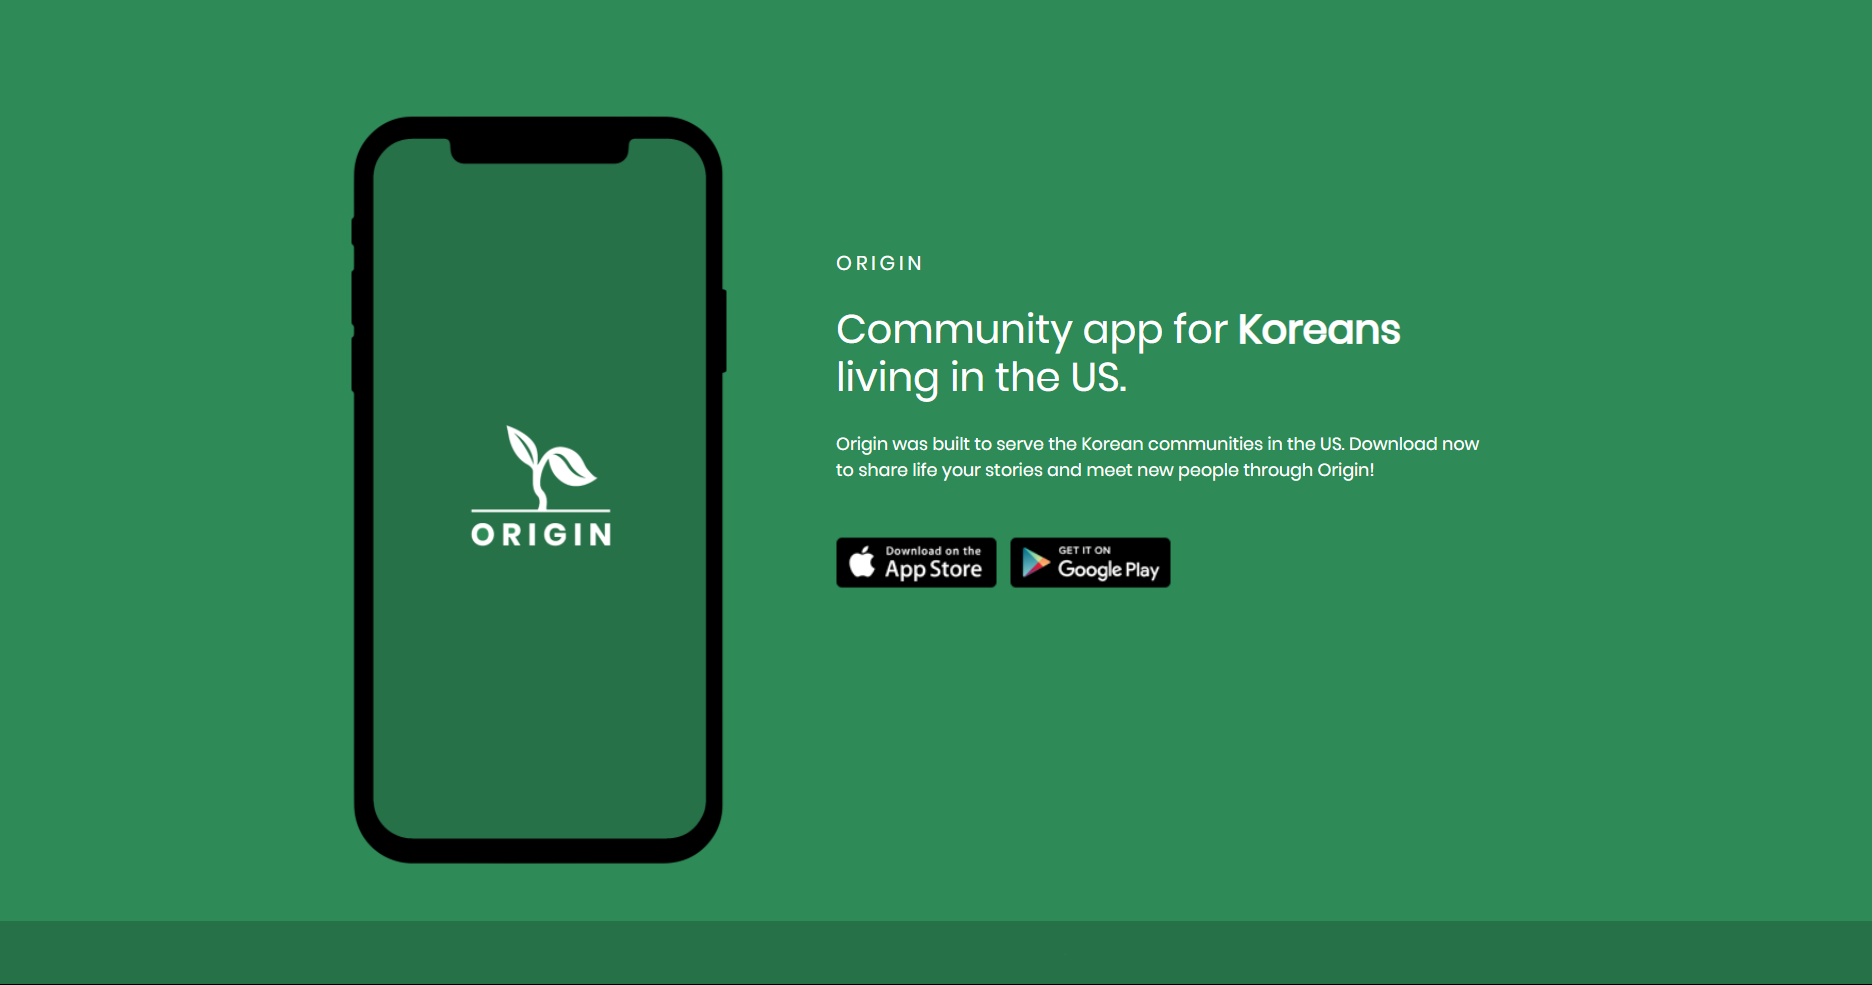 ORIGIN
ORIGIN
Community app for Koreans
living in the US.
Origin was built to serve the Korean communities in the US. Download now
to share life your stories and meet new people through Origin!
Download on the
App Store
GET IT ON
Google Play